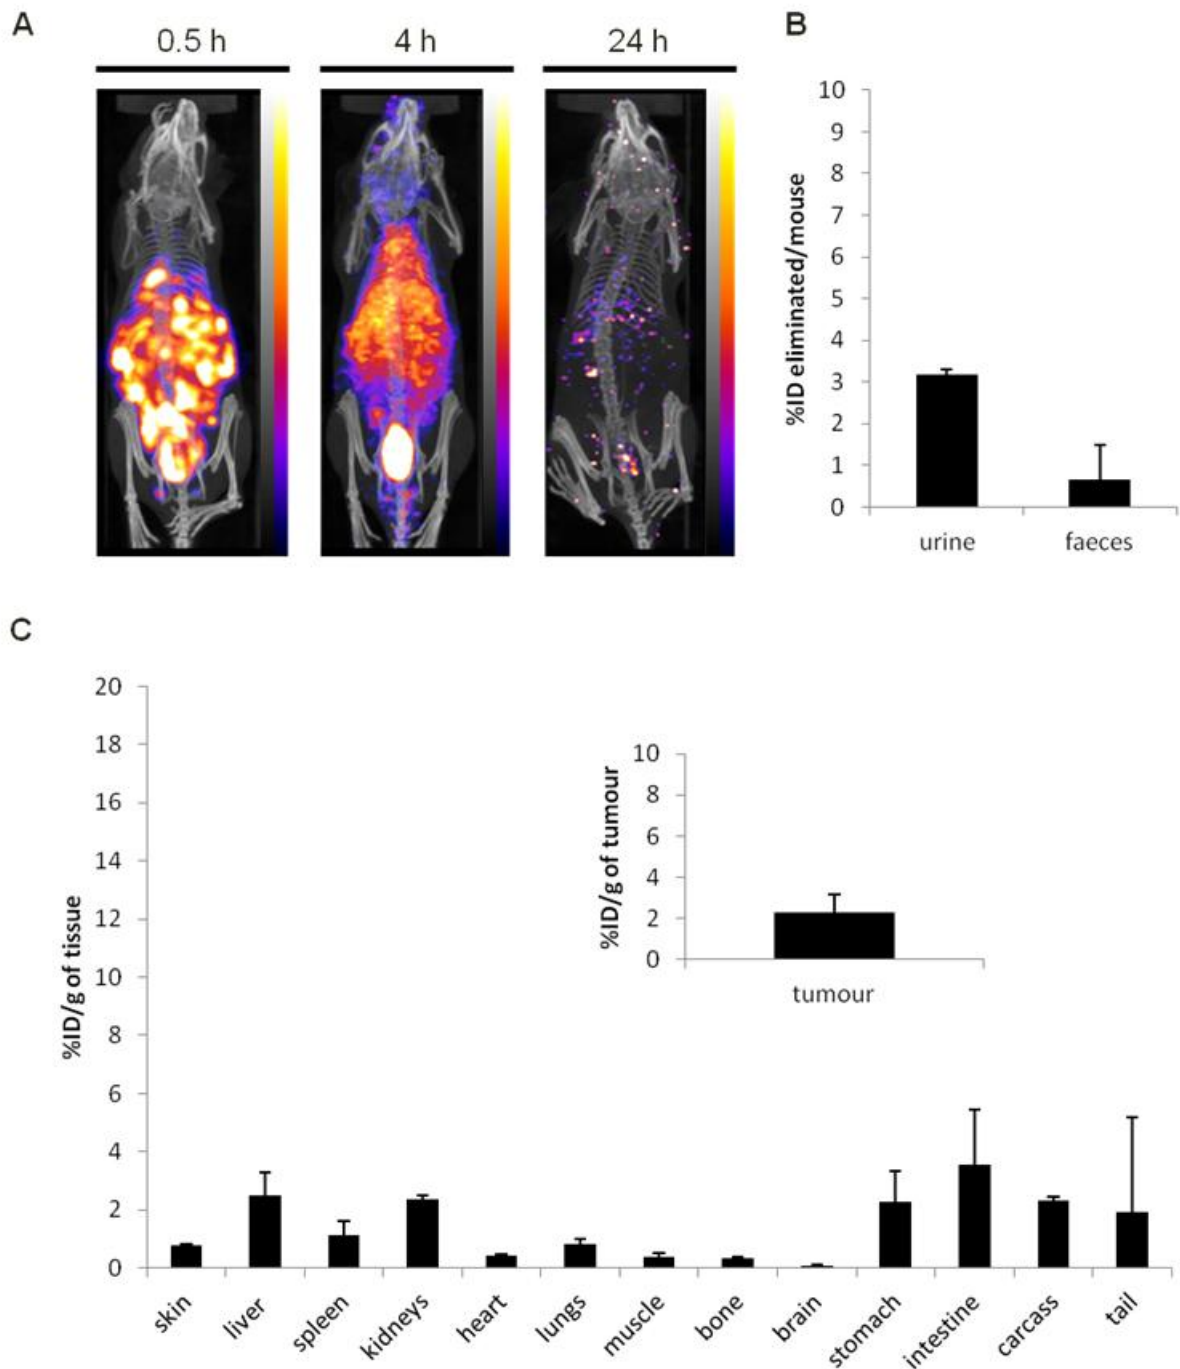 A
0.5 h
4 h
24 h
B
10
9
8
7
6
5
4
3
2
1
0
%ID eliminated/mouse
urine
faeces
C
20
18
16
14
12
10
8
6
4
2
0
%ID/g of tissue
10
8
6
4
2
0
%ID/g of tumour
tumour
skin
liver
spleen
kidneys
heart
lungs
muscle
bone
brain
stomach
intestine
carcass
tail